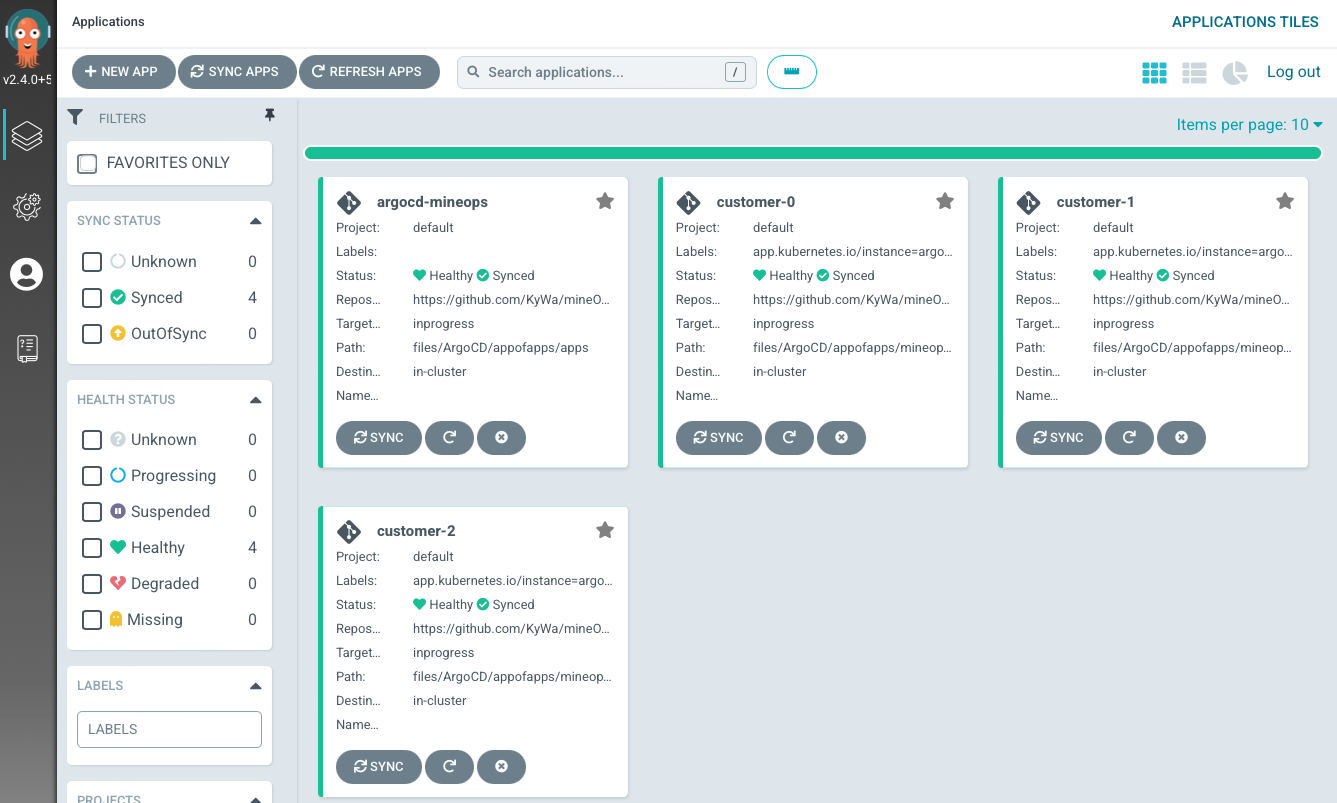 Applications
APPLICATIONS TILES
v2.4.0+5
NEW APP
SYNC APPS
REFRESH APPS
Search applications...
/
Log out
FILTERS
FAVORITES ONLY
SYNC STATUS
Unknown 0
Synced 4
OutOfSync 0
HEALTH STATUS
Unknown 0
Progressing 0
Suspended 0
Healthy 4
Degraded 0
Missing 0
LABELS
LABELS
PROJECTS
Items per page: 10
argocd-mineops
Project: default
Labels:
Status: Healthy Synced
Repos... https://github.com/KyWa/mineO...
Target... inprogress
Path: files/ArgoCD/appofapps/apps
Destin... in-cluster
Name...
SYNC
customer-0
Project: default
Labels: app.kubernetes.io/instance=argo...
Status: Healthy Synced
Repos... https://github.com/KyWa/mineO...
Target... inprogress
Path: files/ArgoCD/appofapps/mineop...
Destin... in-cluster
Name...
SYNC
customer-1
Project: default
Labels: app.kubernetes.io/instance=argo...
Status: Healthy Synced
Repos... https://github.com/KyWa/mineO...
Target... inprogress
Path: files/ArgoCD/appofapps/mineop...
Destin... in-cluster
Name...
SYNC
customer-2
Project: default
Labels: app.kubernetes.io/instance=argo...
Status: Healthy Synced
Repos... https://github.com/KyWa/mineO...
Target... inprogress
Path: files/ArgoCD/appofapps/mineop...
Destin... in-cluster
Name...
SYNC